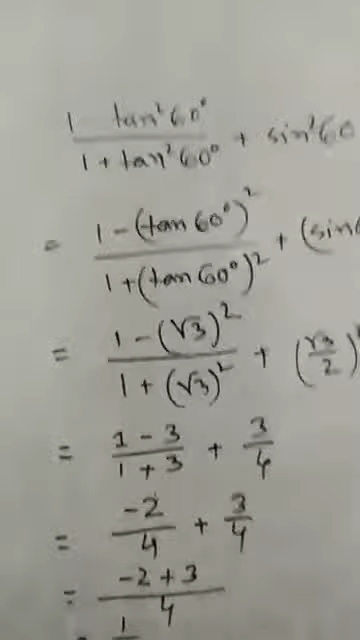 1 - tan²60° / 1 + tan²60° + sin²60
= 1-(tan 60°)² / 1+(tan 60°)² + (sin
= 1-(√3)² / 1+(√3)² + (√3/2)
= 1-3 / 1+3 + 3/4
= -2/4 + 3/4
= -2+3 / 4
1